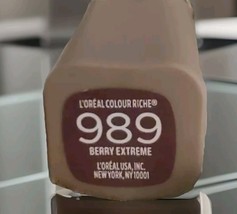 L'ORÉAL COLOUR RICHE®
989
BERRY EXTREME
L'ORÉAL USA, INC.
NEW YORK, NY 10001